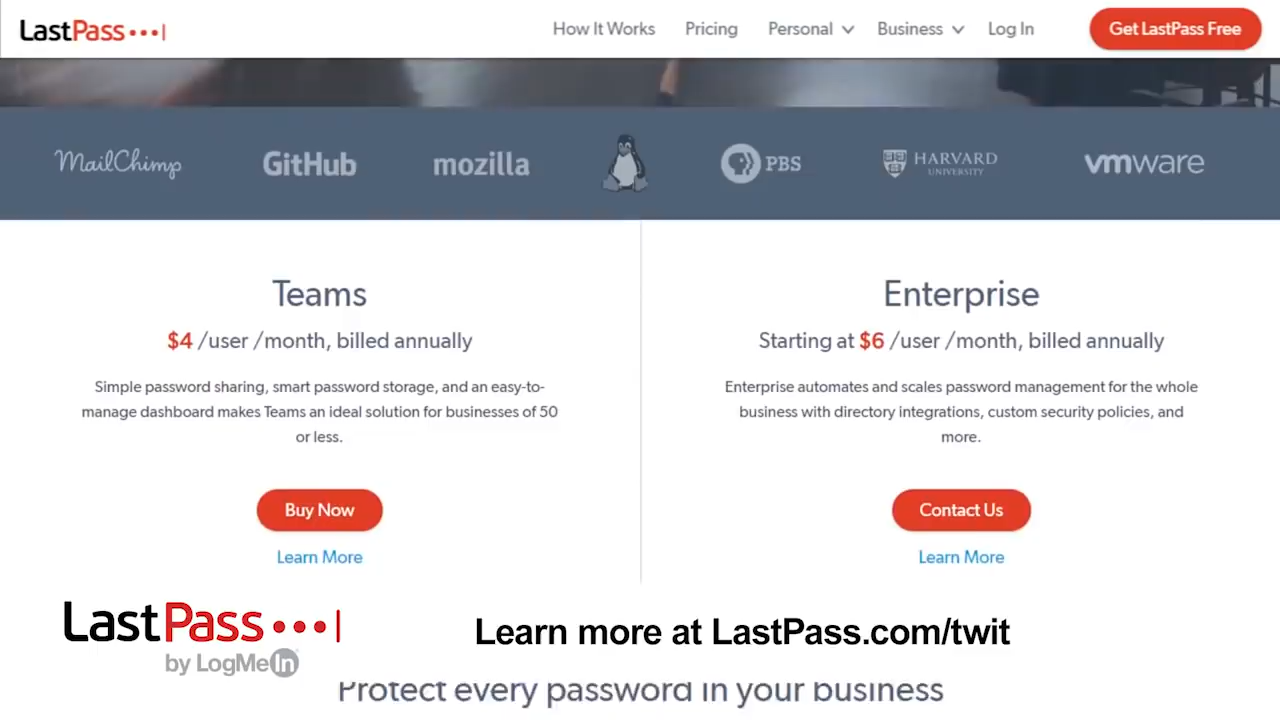 LastPass
How It Works Pricing Personal Business Log In Get LastPass Free
MailChimp GitHub mozilla PBS HARVARD UNIVERSITY vmware
Teams
$4 /user /month, billed annually
Simple password sharing, smart password storage, and an easy-to-
manage dashboard makes Teams an ideal solution for businesses of 50
or less.
Buy Now
Learn More
Enterprise
Starting at $6 /user /month, billed annually
Enterprise automates and scales password management for the whole
business with directory integrations, custom security policies, and
more.
Contact Us
Learn More
LastPass
by LogMeIn
Learn more at LastPass.com/twit
Protect every password in your business